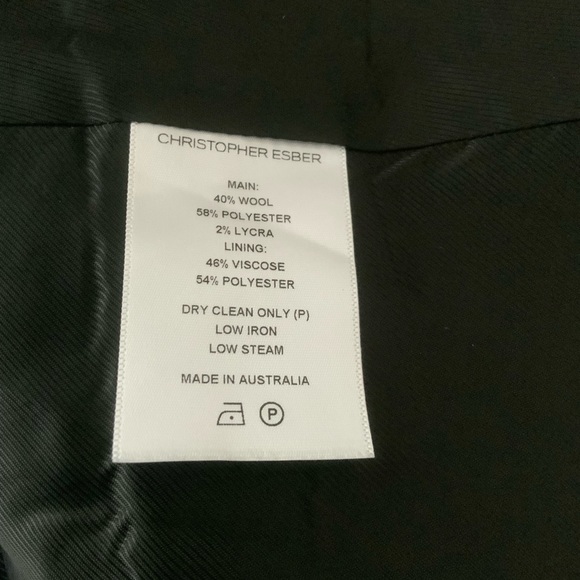 CHRISTOPHER ESBER
MAIN:
40% WOOL
58% POLYESTER
2% LYCRA
LINING:
46% VISCOSE
54% POLYESTER
DRY CLEAN ONLY (P)
LOW IRON
LOW STEAM
MADE IN AUSTRALIA
P